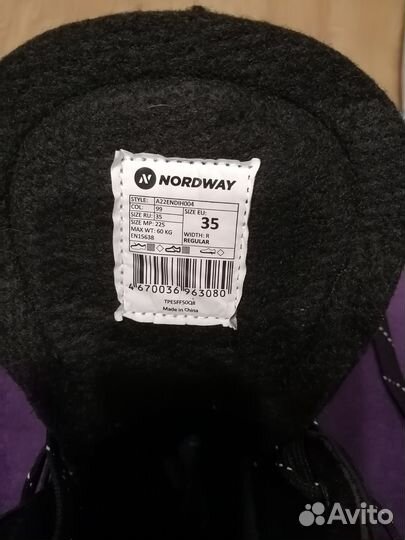 NORDWAY
STYLE: A22ENDIH004
COL: 99
SIZE RU: 35
SIZE MP: 225
MAX WT: 60 KG
EN15638
SIZE EU:
35
WIDTH: R
REGULAR
4 670036 963080
TPESFF50Q8
Made in China
Avito